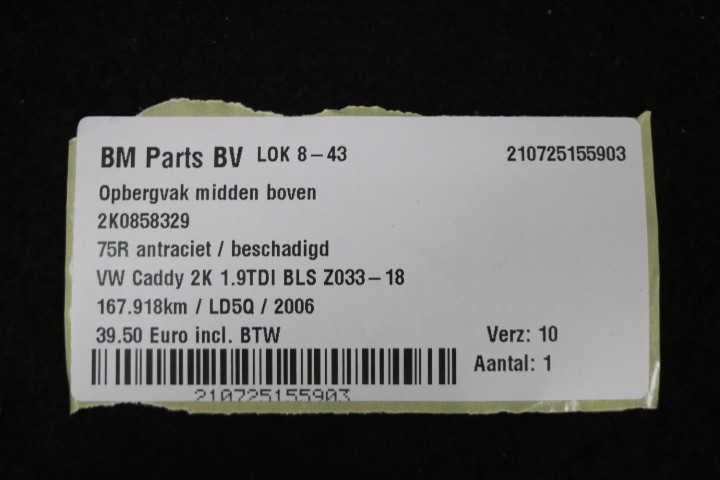 BM Parts BV LOK 8-43 210725155903
Opbergvak midden boven
2K0858329
75R antraciet / beschadigd
VW Caddy 2K 1.9TDI BLS Z033-18
167.918km / LD5Q / 2006
39.50 Euro incl. BTW Verz: 10
Aantal: 1
210725155903